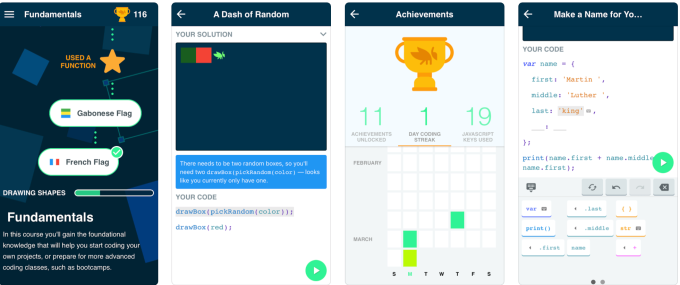 Fundamentals
116
USED A
FUNCTION
Gabonese Flag
French Flag
DRAWING SHAPES
Fundamentals
In this course you'll gain the foundational
knowledge that will help you start coding your
own projects, or prepare for more advanced
coding classes, such as bootcamps.
A Dash of Random
YOUR SOLUTION
There needs to be two random boxes, so you'll
need two drawBox(pickRandom(color)) — looks
like you currently only have one.
YOUR CODE
drawBox(pickRandom(color));
drawBox(red);
Achievements
11
ACHIEVEMENTS
UNLOCKED
1
DAY CODING
STREAK
19
JAVASCRIPT
KEYS USED
FEBRUARY
MARCH
S M T W T F S
Make a Name for Yo...
YOUR CODE
var name = {
first: 'Martin ',
middle: 'Luther ',
last: 'king' ,
___: ___
};
print(name.first + name.middle
name.first);
var .last { }
print() .middle str
.first name +